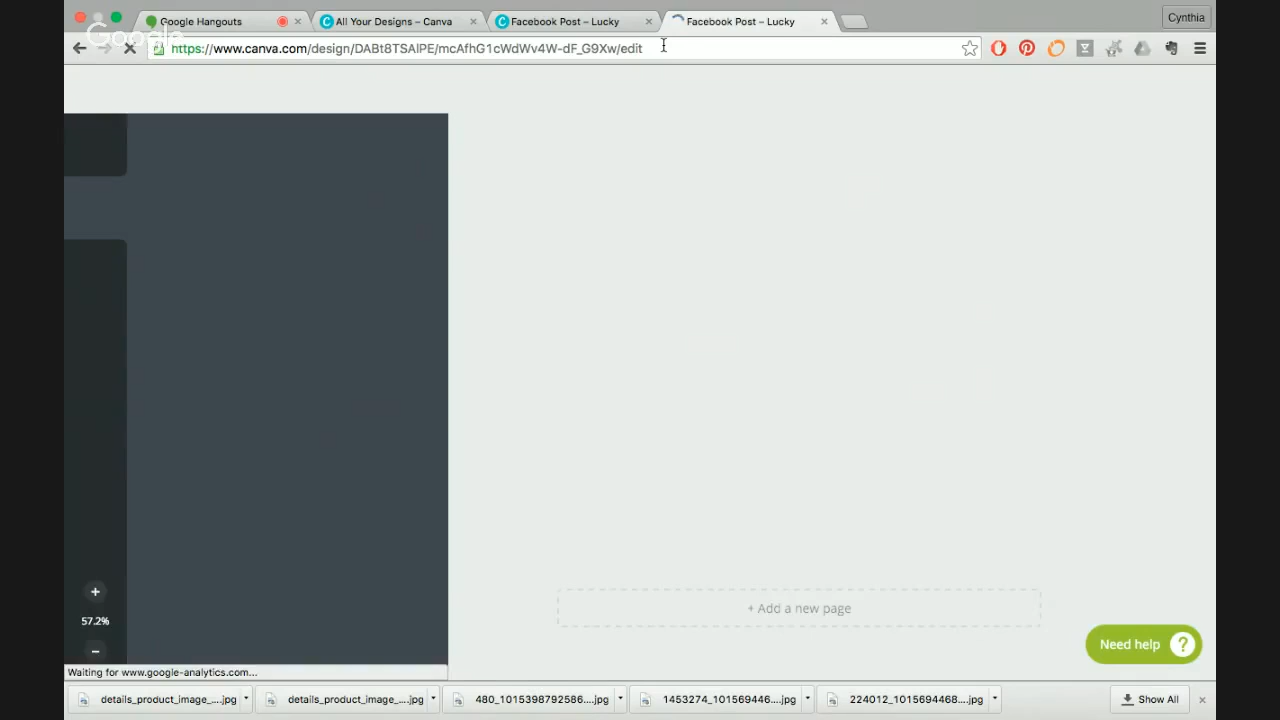 Google Hangouts
All Your Designs – Canva
Facebook Post – Lucky
Facebook Post – Lucky
Cynthia
Google
https://www.canva.com/design/DABt8TSAlPE/mcAfhG1cWdWv4W-dF_G9Xw/edit
+ Add a new page
+
57.2%
–
Need help ?
Waiting for www.google-analytics.com...
details_product_image_....jpg
details_product_image_....jpg
480_1015398792586....jpg
1453274_101569446....jpg
224012_1015694468....jpg
Show All